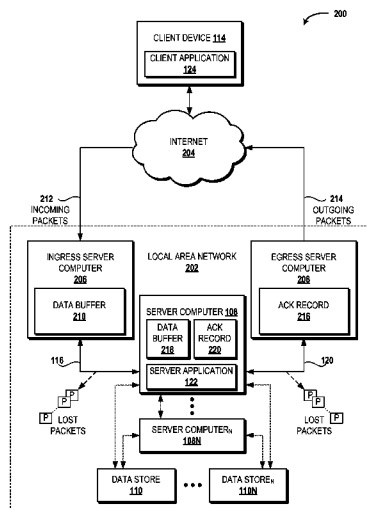 200
CLIENT DEVICE 114
CLIENT APPLICATION
124
INTERNET
204
212
INCOMING
PACKETS
214
OUTGOING
PACKETS
INGRESS SERVER
COMPUTER
206
DATA BUFFER
210
LOCAL AREA NETWORK
202
EGRESS SERVER
COMPUTER
208
ACK RECORD
216
SERVER COMPUTER 108
DATA
BUFFER
218
ACK
RECORD
220
SERVER APPLICATION
122
116
120
P
P
P
LOST
PACKETS
P
P
P
LOST
PACKETS
SERVER COMPUTERN
108N
DATA STORE
110
DATA STOREN
110N